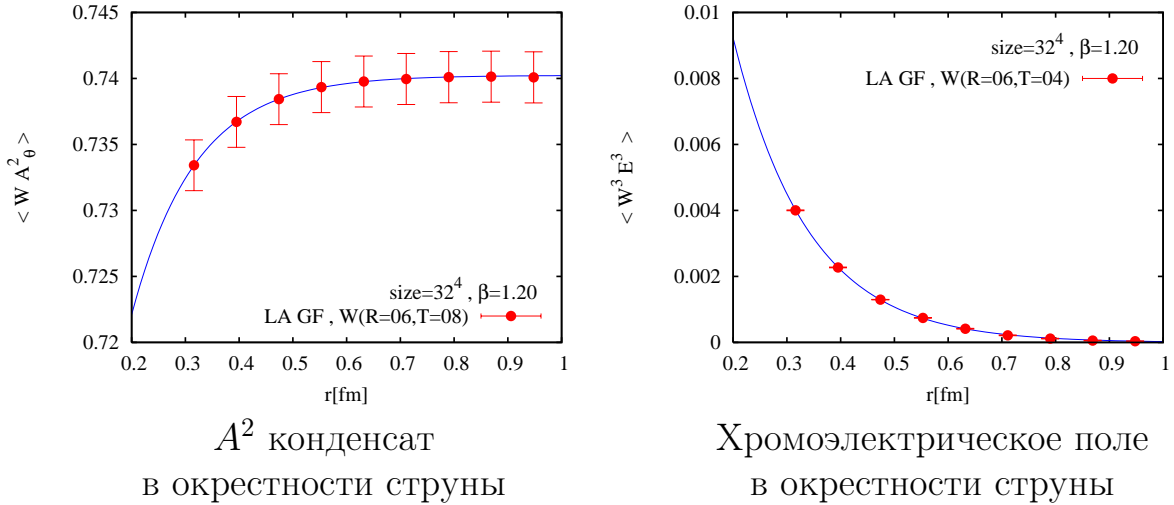 0.745
0.74
0.735
0.73
0.725
0.72
0.2 0.3 0.4 0.5 0.6 0.7 0.8 0.9 1
< W A²_θ >
r[fm]
size=32⁴ , β=1.20
LA GF , W(R=06,T=08)
A² конденсат
в окрестности струны
0.01
0.008
0.006
0.004
0.002
0
0.2 0.3 0.4 0.5 0.6 0.7 0.8 0.9 1
< W³ E³ >
r[fm]
size=32⁴ , β=1.20
LA GF , W(R=06,T=04)
Хромоэлектрическое поле
в окрестности струны